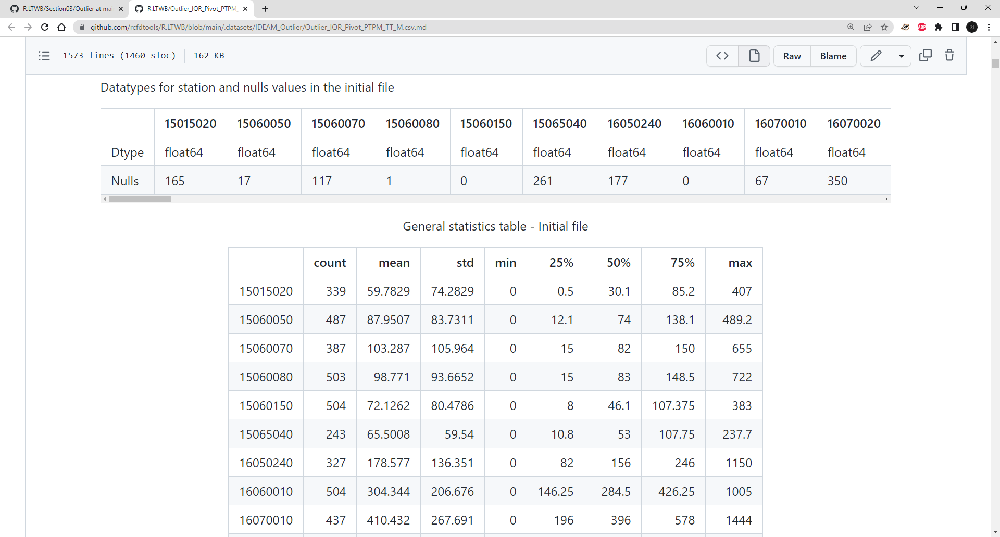 R.LTWB/Section03/Outlier at mai
R.LTWB/Outlier_IQR_Pivot_PTPM_
github.com/rcfdtools/R.LTWB/blob/main/.datasets/IDEAM_Outlier/Outlier_IQR_Pivot_PTPM_TT_M.csv.md
ABP
1573 lines (1460 sloc) 162 KB
Raw Blame
Datatypes for station and nulls values in the initial file
15015020 15060050 15060070 15060080 15060150 15065040 16050240 16060010 16070010 16070020
Dtype float64 float64 float64 float64 float64 float64 float64 float64 float64 float64
Nulls 165 17 117 1 0 261 177 0 67 350
General statistics table - Initial file
count mean std min 25% 50% 75% max
15015020 339 59.7829 74.2829 0 0.5 30.1 85.2 407
15060050 487 87.9507 83.7311 0 12.1 74 138.1 489.2
15060070 387 103.287 105.964 0 15 82 150 655
15060080 503 98.771 93.6652 0 15 83 148.5 722
15060150 504 72.1262 80.4786 0 8 46.1 107.375 383
15065040 243 65.5008 59.54 0 10.8 53 107.75 237.7
16050240 327 178.577 136.351 0 82 156 246 1150
16060010 504 304.344 206.676 0 146.25 284.5 426.25 1005
16070010 437 410.432 267.691 0 196 396 578 1444